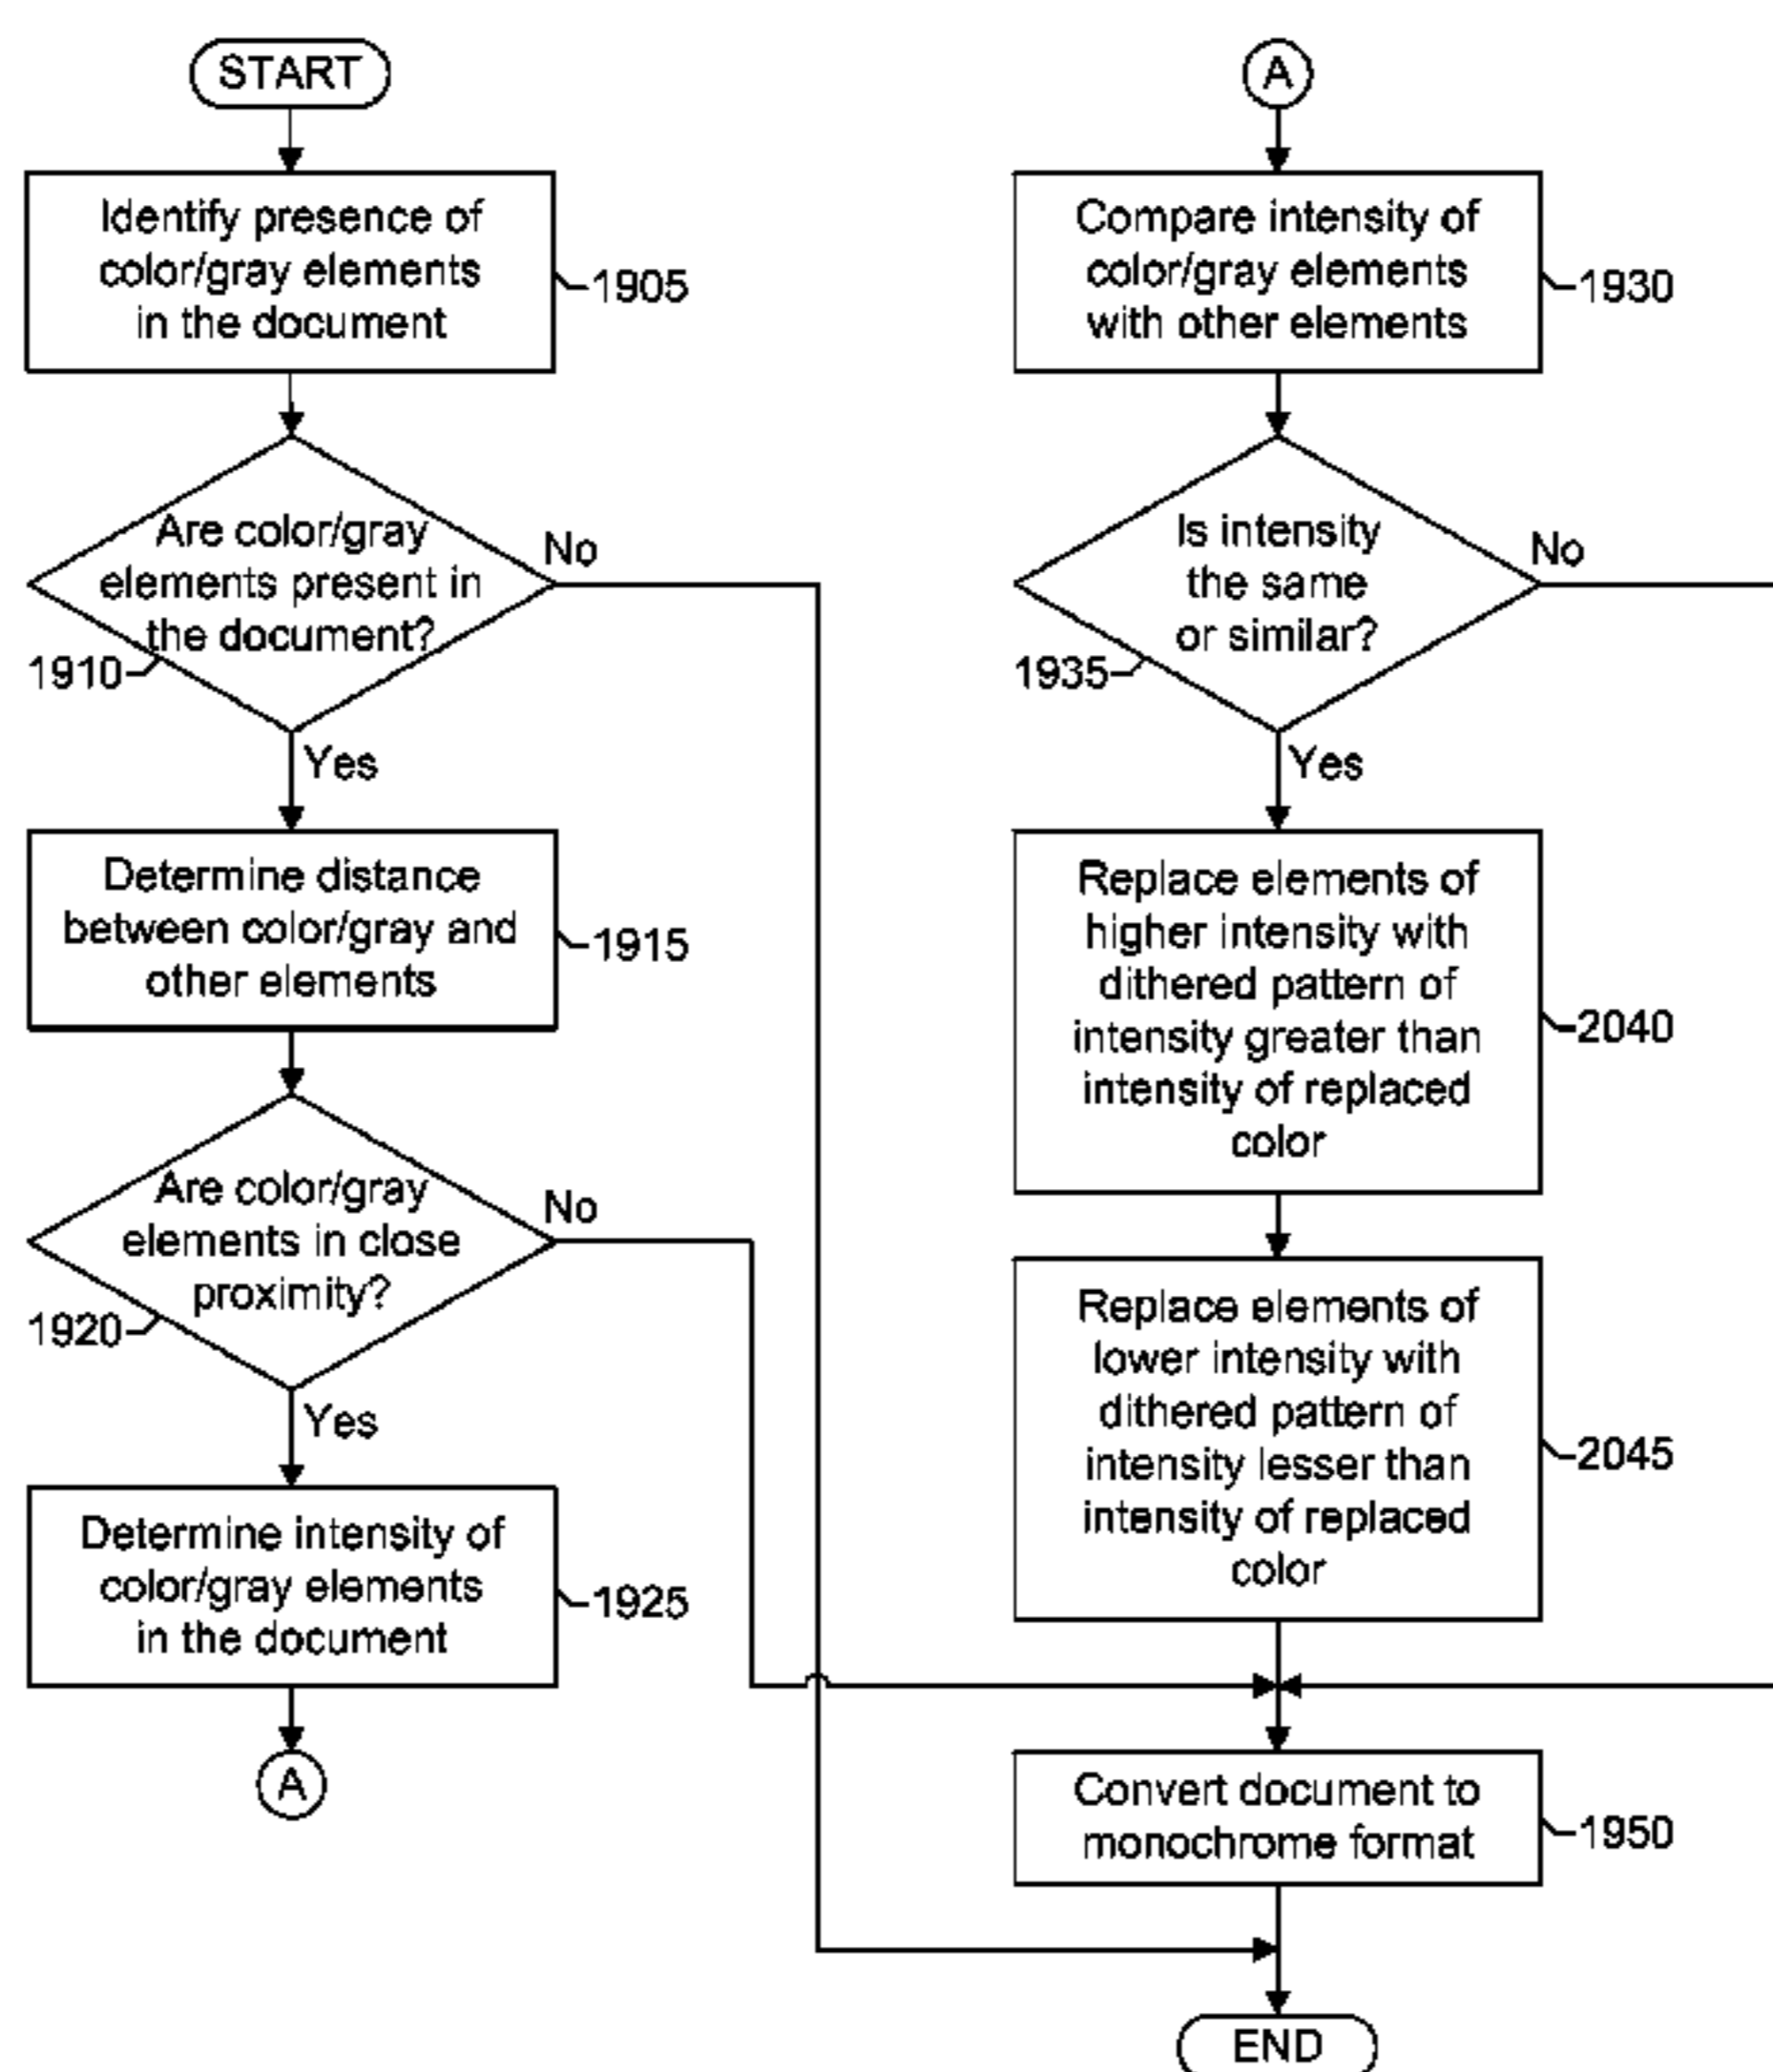 START
Identify presence of
color/gray elements
in the document
1905
Are color/gray
elements present in
the document?
No
1910
Yes
Determine distance
between color/gray and
other elements
1915
Are color/gray
elements in close
proximity?
No
1920
Yes
Determine intensity of
color/gray elements
in the document
1925
A
A
Compare intensity of
color/gray elements
with other elements
1930
Is intensity
the same
or similar?
No
1935
Yes
Replace elements of
higher intensity with
dithered pattern of
intensity greater than
intensity of replaced
color
2040
Replace elements of
lower intensity with
dithered pattern of
intensity lesser than
intensity of replaced
color
2045
Convert document to
monochrome format
1950
END